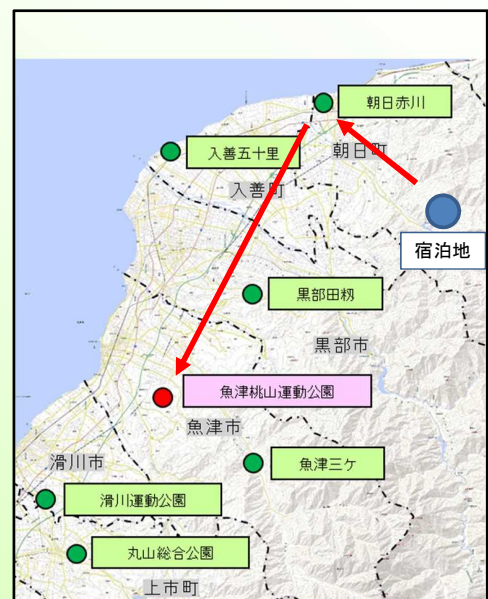 朝日赤川
朝日町
入善五十里
入善町
宿泊地
黒部田籾
黒部市
魚津桃山運動公園
魚津市
魚津三ケ
滑川市
滑川運動公園
丸山総合公園
上市町